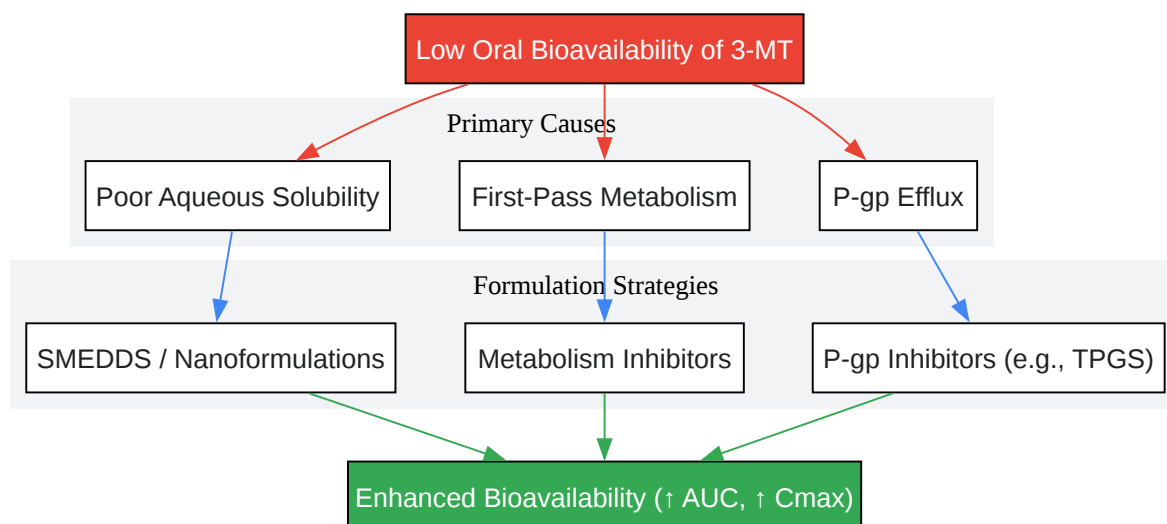 Low Oral Bioavailability of 3-MT
Primary Causes
Poor Aqueous Solubility
First-Pass Metabolism
P-gp Efflux
Formulation Strategies
SMEDDS / Nanoformulations
Metabolism Inhibitors
P-gp Inhibitors (e.g., TPGS)
Enhanced Bioavailability (↑ AUC, ↑ Cmax)